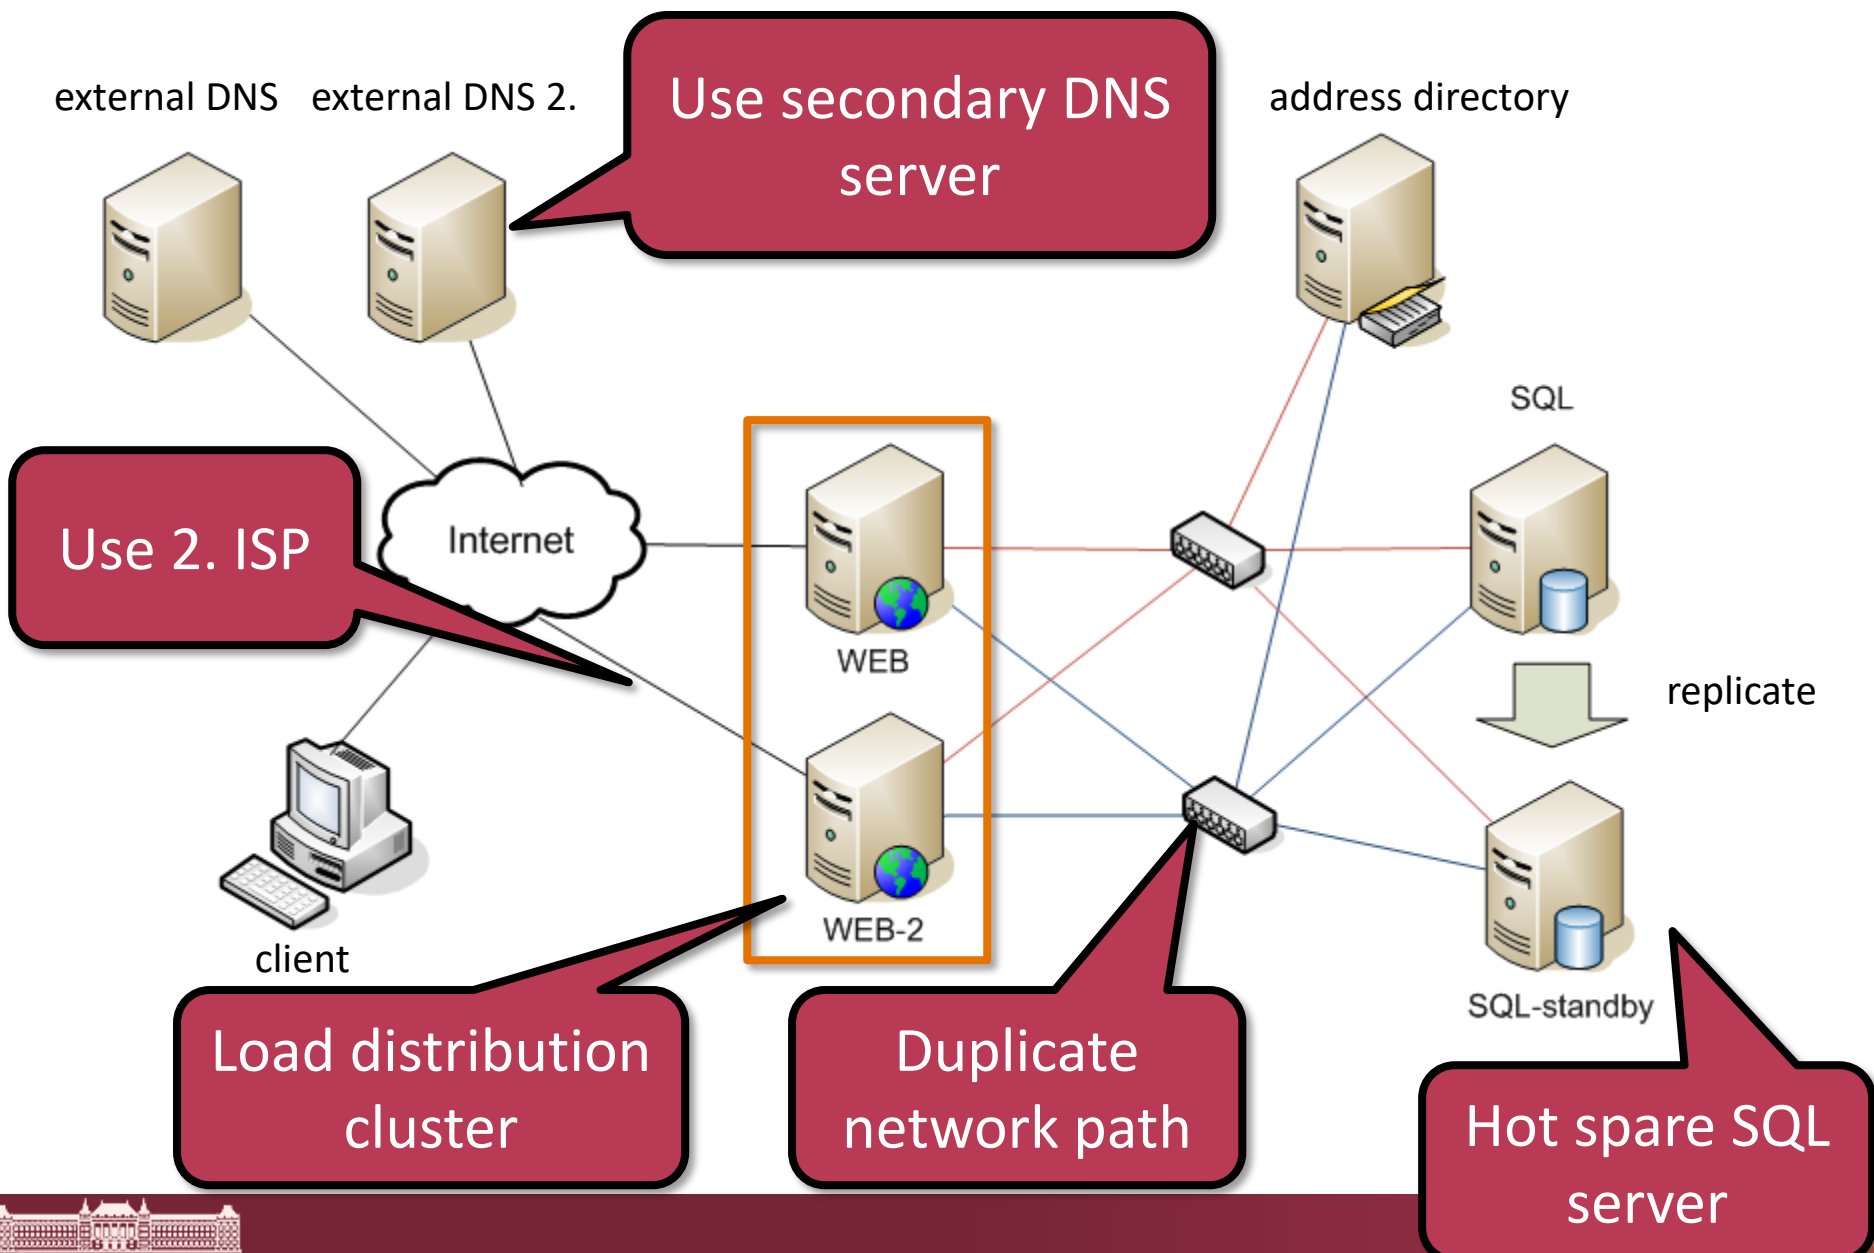 external DNS
external DNS 2.
Use secondary DNS
server
address directory
SQL
Use 2. ISP
Internet
WEB
replicate
WEB-2
client
SQL-standby
Load distribution
cluster
Duplicate
network path
Hot spare SQL
server